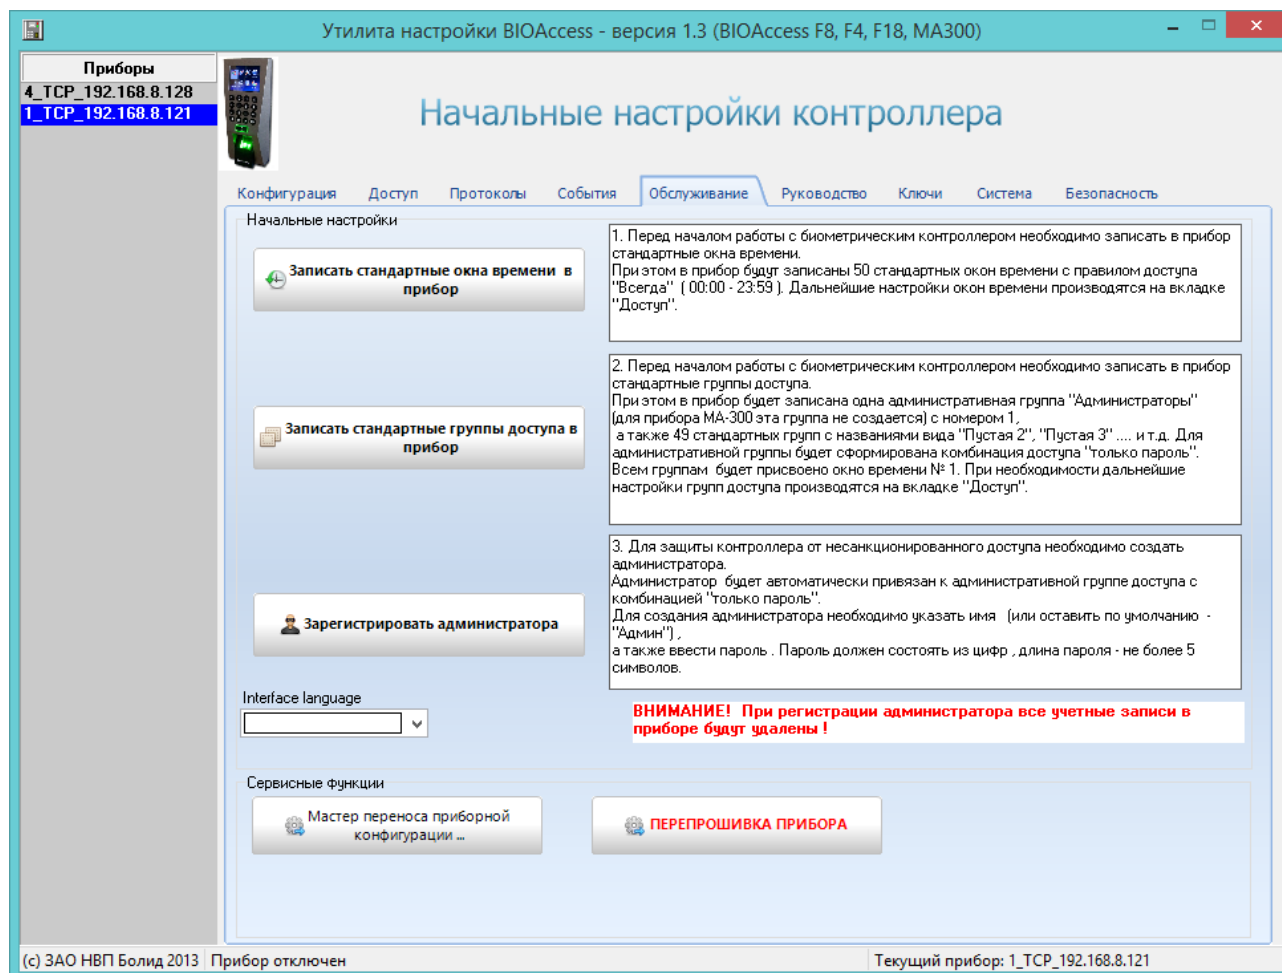 Утилита настройки BIOAccess - версия 1.3 (BIOAccess F8, F4, F18, MA300)
Приборы
4_TCP_192.168.8.128
1_TCP_192.168.8.121
Начальные настройки контроллера
Конфигурация Доступ Протоколы События Обслуживание Руководство Ключи Система Безопасность
Начальные настройки
Записать стандартные окна времени в
прибор
1. Перед началом работы с биометрическим контроллером необходимо записать в прибор
стандартные окна времени.
При этом в прибор будут записаны 50 стандартных окон времени с правилом доступа
"Всегда" ( 00:00 - 23:59 ). Дальнейшие настройки окон времени производятся на вкладке
"Доступ".
Записать стандартные группы доступа в
прибор
2. Перед началом работы с биометрическим контроллером необходимо записать в прибор
стандартные группы доступа.
При этом в прибор будет записана одна административная группа "Администраторы"
(для прибора МА-300 эта группа не создается) с номером 1,
а также 49 стандартных групп с названиями вида "Пустая 2", "Пустая 3" .... и т.д. Для
административной группы будет сформирована комбинация доступа "только пароль".
Всем группам будет присвоено окно времени № 1. При необходимости дальнейшие
настройки групп доступа производятся на вкладке "Доступ".
Зарегистрировать администратора
3. Для защиты контроллера от несанкционированного доступа необходимо создать
администратора.
Администратор будет автоматически привязан к административной группе доступа с
комбинацией "только пароль".
Для создания администратора необходимо указать имя (или оставить по умолчанию -
"Админ") ,
а также ввести пароль . Пароль должен состоять из цифр , длина пароля - не более 5
символов.
Interface language
ВНИМАНИЕ! При регистрации администратора все учетные записи в
приборе будут удалены !
Сервисные функции
Мастер переноса приборной
конфигурации ...
ПЕРЕПРОШИВКА ПРИБОРА
(c) ЗАО НВП Болид 2013 Прибор отключен Текущий прибор: 1_TCP_192.168.8.121